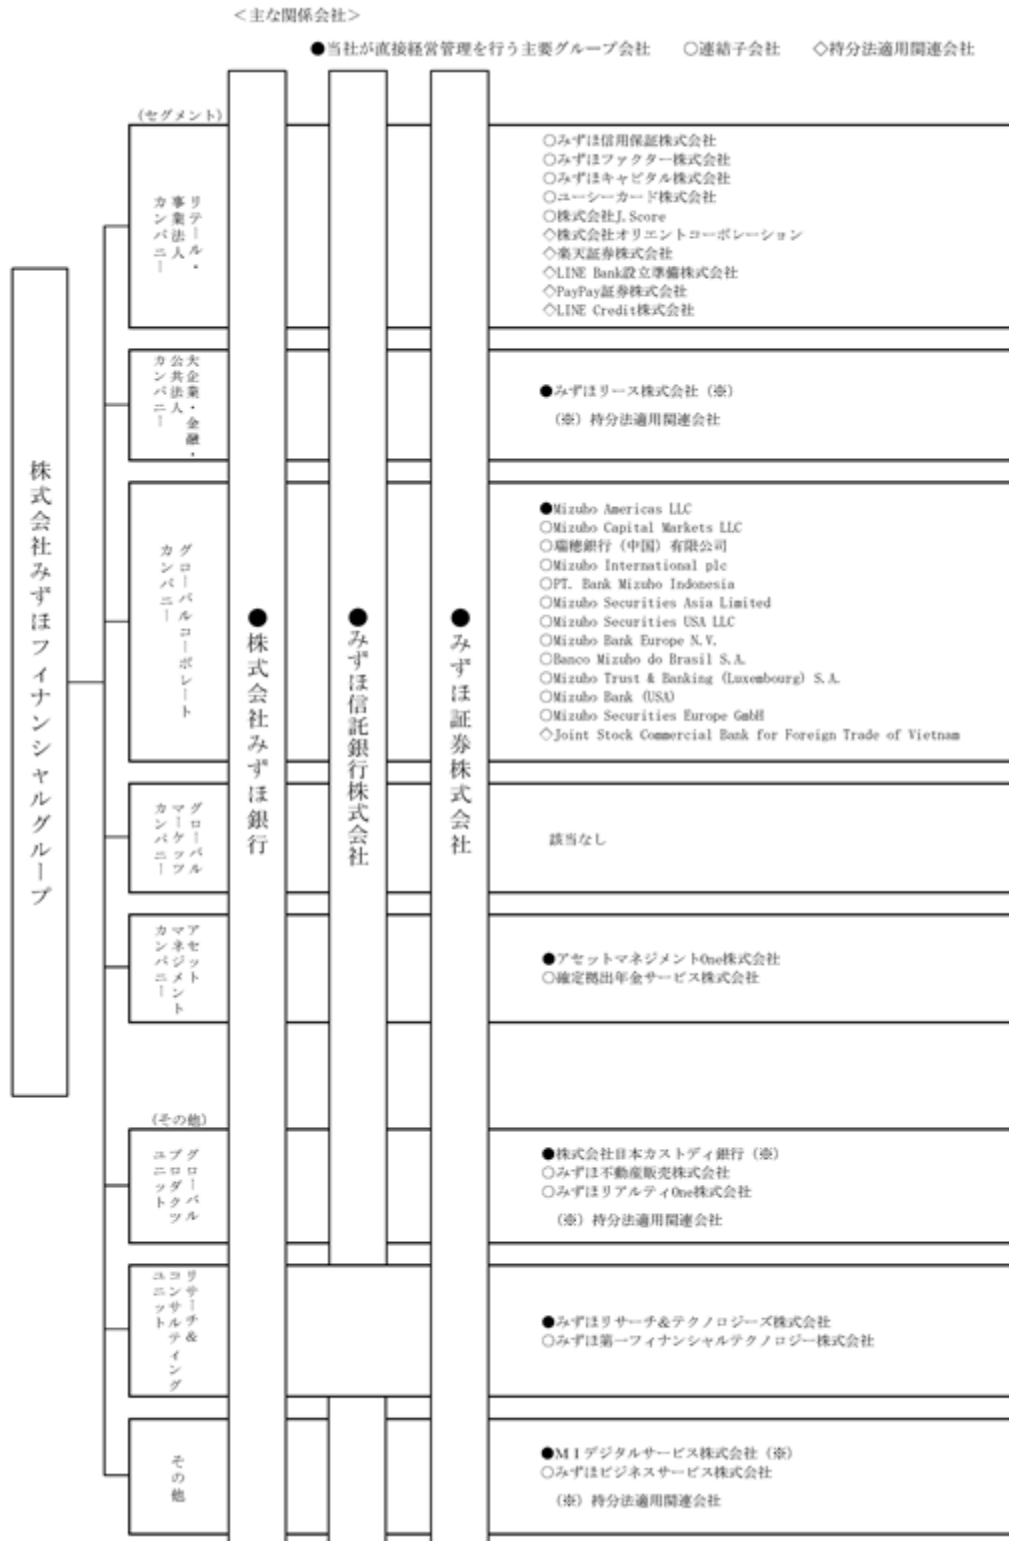 ＜主な関係会社＞
●当社が直接経営管理を行う主要グループ会社　○連結子会社　◇持分法適用関連会社
株式会社みずほフィナンシャルグループ
●株式会社みずほ銀行
●みずほ信託銀行株式会社
●みずほ証券株式会社
(セグメント)
リテール・
事業法人
カンパニー
○みずほ信用保証株式会社
○みずほファクター株式会社
○みずほキャピタル株式会社
○ユーシーカード株式会社
○株式会社J.Score
◇株式会社オリエントコーポレーション
◇楽天証券株式会社
◇LINE Bank設立準備株式会社
◇PayPay証券株式会社
◇LINE Credit株式会社
大企業・金融・
公共法人
カンパニー
●みずほリース株式会社（※）
（※）持分法適用関連会社
グローバルコーポレート
カンパニー
●Mizuho Americas LLC
○Mizuho Capital Markets LLC
○瑞穂銀行（中国）有限公司
○Mizuho International plc
○PT. Bank Mizuho Indonesia
○Mizuho Securities Asia Limited
○Mizuho Securities USA LLC
○Mizuho Bank Europe N.V.
○Banco Mizuho do Brasil S.A.
○Mizuho Trust & Banking (Luxembourg) S.A.
○Mizuho Bank (USA)
○Mizuho Securities Europe GmbH
◇Joint Stock Commercial Bank for Foreign Trade of Vietnam
グローバル
マーケッツ
カンパニー
該当なし
アセット
マネジメント
カンパニー
●アセットマネジメントOne株式会社
○確定拠出年金サービス株式会社
(その他)
グローバル
プロダクツ
ユニット
●株式会社日本カストディ銀行（※）
○みずほ不動産販売株式会社
○みずほリアルティOne株式会社
（※）持分法適用関連会社
リサーチ&
コンサルティング
ユニット
●みずほリサーチ&テクノロジーズ株式会社
○みずほ第一フィナンシャルテクノロジー株式会社
その他
●ＭＩデジタルサービス株式会社（※）
○みずほビジネスサービス株式会社
（※）持分法適用関連会社